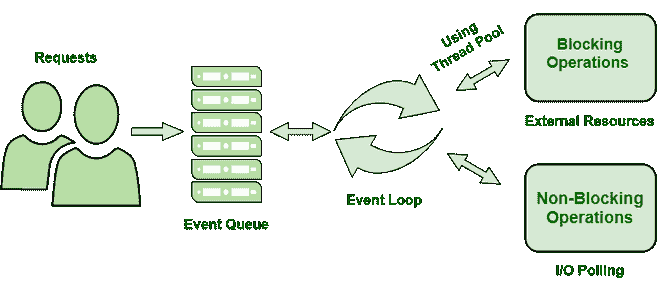 Requests
Event Queue
Event Loop
Using
Thread Pool
Blocking
Operations
External Resources
Non-Blocking
Operations
I/O Polling